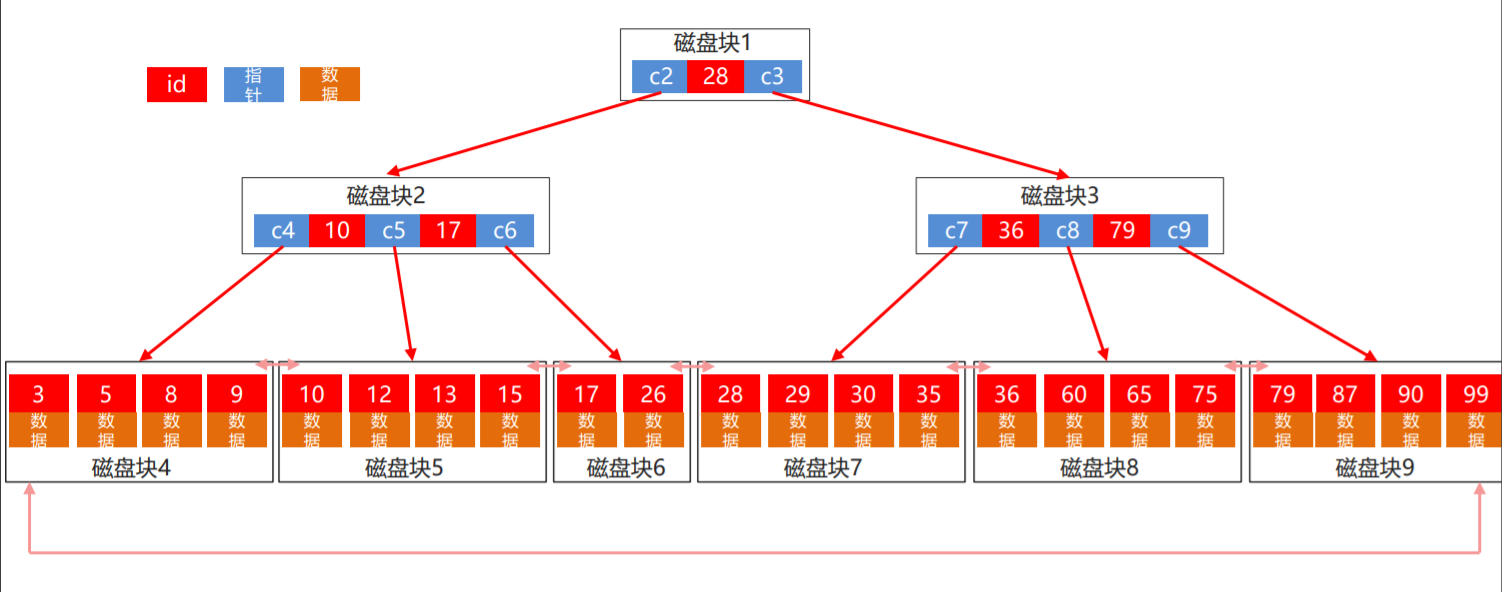 磁盘块1
c2 28 c3
id 指针 数据
磁盘块2
c4 10 c5 17 c6
磁盘块3
c7 36 c8 79 c9
3 5 8 9
数据 数据 数据 数据
磁盘块4
10 12 13 15
数据 数据 数据 数据
磁盘块5
17 26
数据 数据
磁盘块6
28 29 30 35
数据 数据 数据 数据
磁盘块7
36 60 65 75
数据 数据 数据 数据
磁盘块8
79 87 90 99
数据 数据 数据 数据
磁盘块9